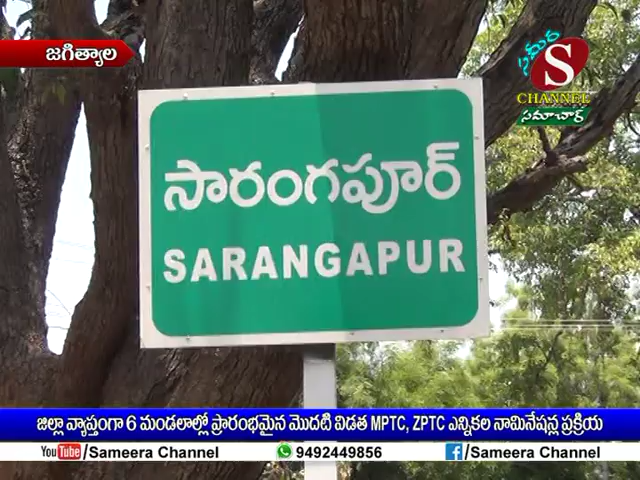 జగిత్యాల
సమీర
S
CHANNEL
సమాచార్
సారంగపూర్
SARANGAPUR
జిల్లా వ్యాప్తంగా 6 మండలాల్లో ప్రారంభమైన మొదటి విడత MPTC, ZPTC ఎన్నికల నామినేషన్ల ప్రక్రియ
YouTube /Sameera Channel 9492449856 f /Sameera Channel